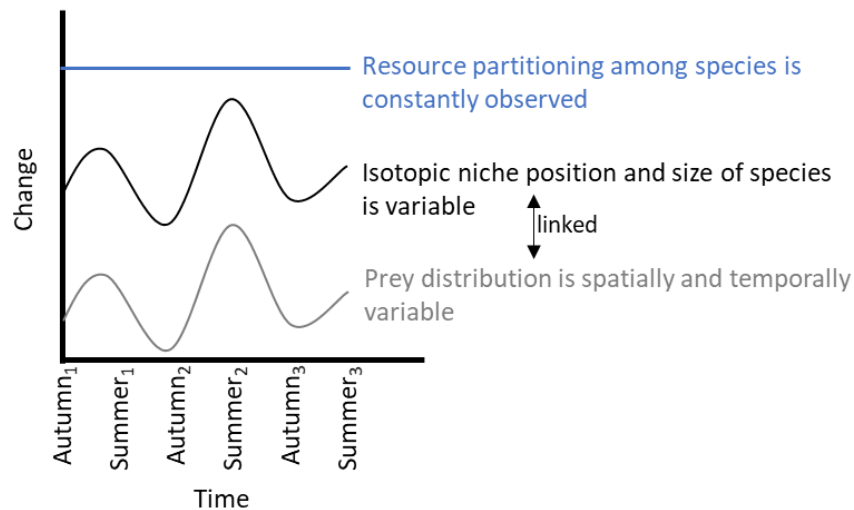 Resource partitioning among species is
constantly observed
Isotopic niche position and size of species
is variable
linked
Prey distribution is spatially and temporally
variable
Change
Autumn₁
Summer₁
Autumn₂
Summer₂
Autumn₃
Summer₃
Time